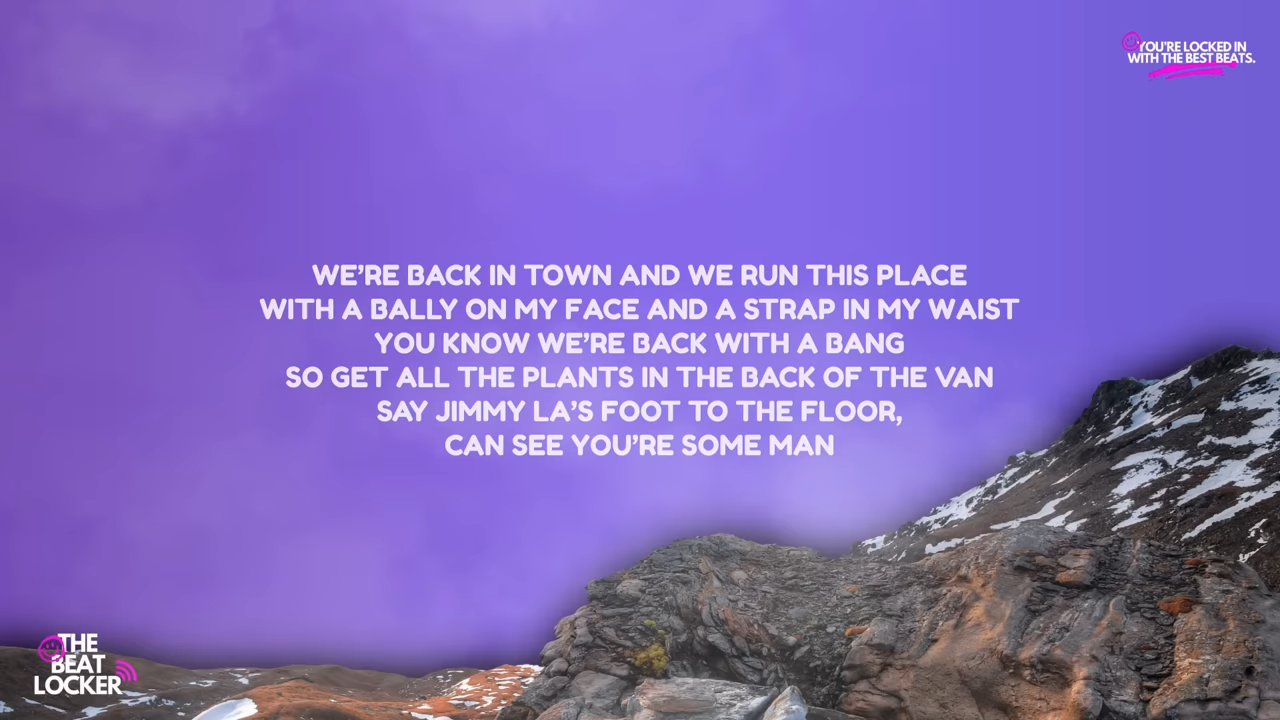 YOU'RE LOCKED IN
WITH THE BEST BEATS.
WE'RE BACK IN TOWN AND WE RUN THIS PLACE
WITH A BALLY ON MY FACE AND A STRAP IN MY WAIST
YOU KNOW WE'RE BACK WITH A BANG
SO GET ALL THE PLANTS IN THE BACK OF THE VAN
SAY JIMMY LA'S FOOT TO THE FLOOR,
CAN SEE YOU'RE SOME MAN
THE
BEAT
LOCKER